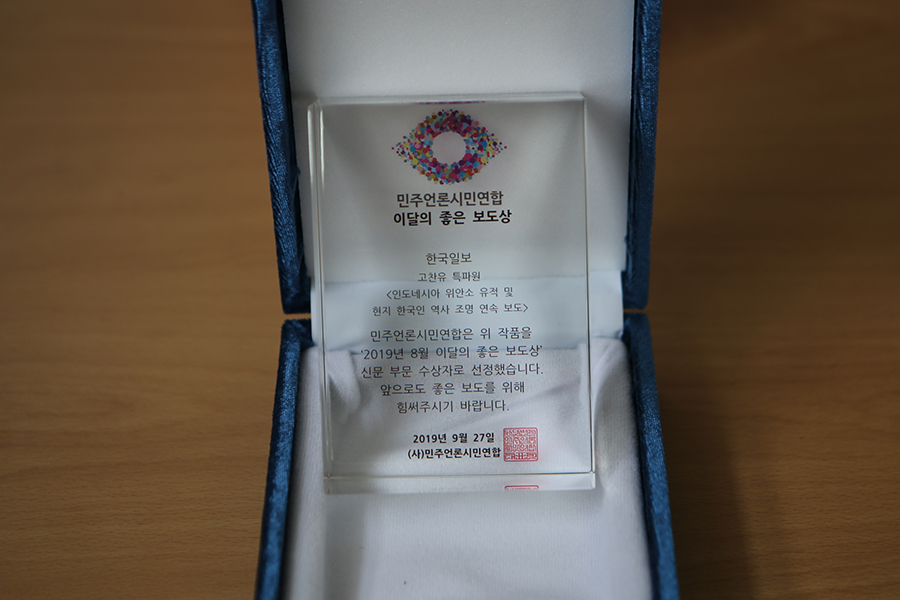 민주언론시민연합
이달의 좋은 보도상
한국일보
고찬유 특파원
<인도네시아 위안소 유적 및
현지 한국인 역사 조명 연속 보도>
민주언론시민연합은 위 작품을
'2019년 8월 이달의 좋은 보도상'
신문 부문 수상자로 선정했습니다.
앞으로도 좋은 보도를 위해
힘써주시기 바랍니다.
2019년 9월 27일
(사)민주언론시민연합